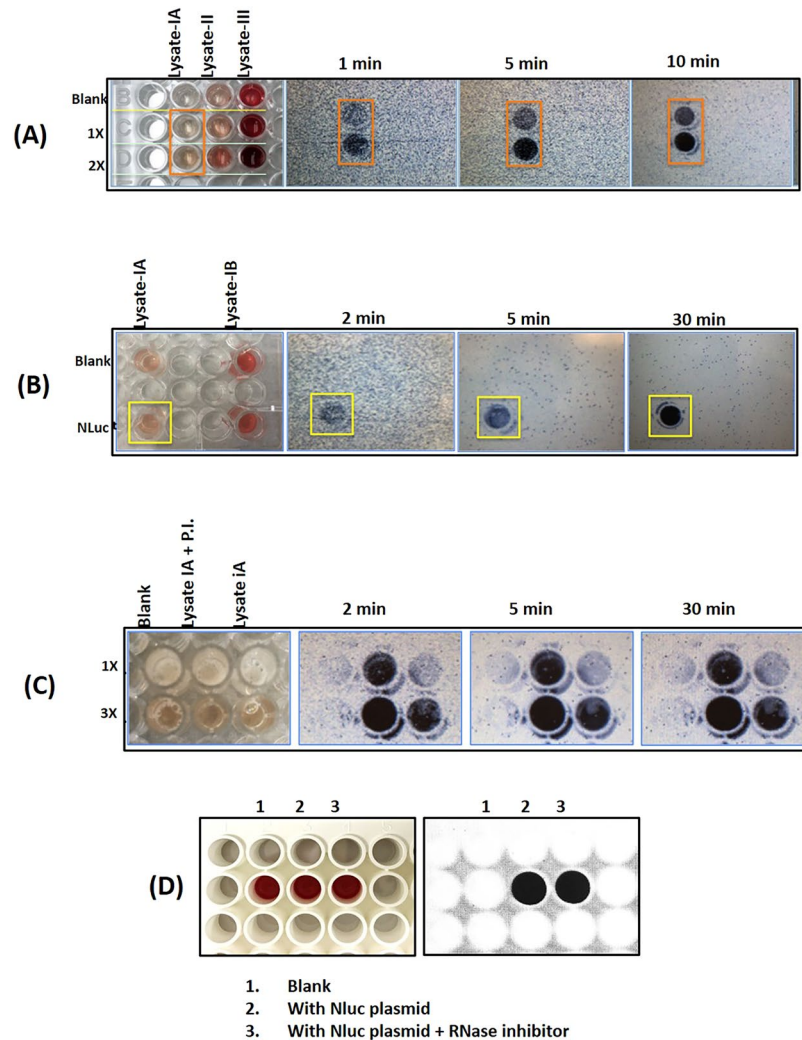 Lysate-IA
Lysate-II
Lysate-III
1 min
5 min
10 min
(A)
Blank
1X
2X
B
C
Lysate-IA
Lysate-IB
2 min
5 min
30 min
(B)
Blank
NLuc
Blank
Lysate IA + P.I.
Lysate iA
2 min
5 min
30 min
(C)
1X
3X
1 2 3
1 2 3
(D)
1. Blank
2. With Nluc plasmid
3. With Nluc plasmid + RNase inhibitor